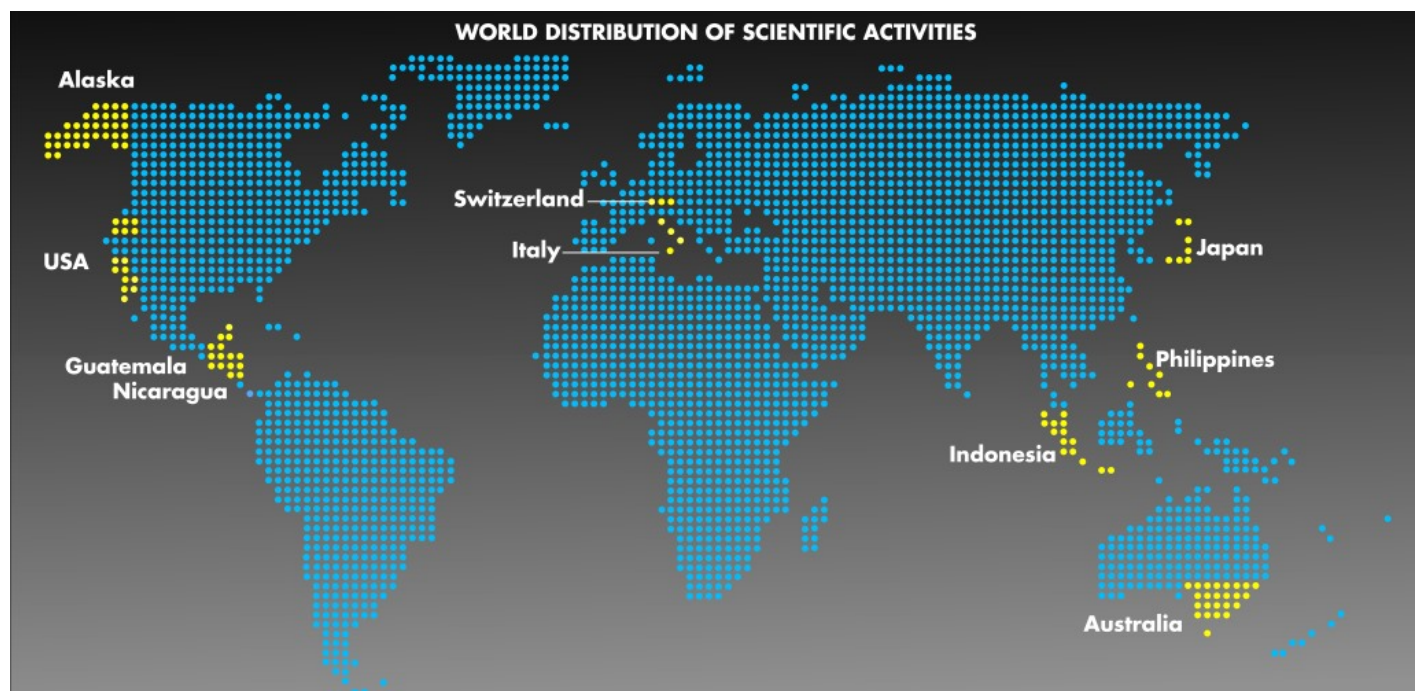 WORLD DISTRIBUTION OF SCIENTIFIC ACTIVITIES
Alaska
Switzerland
Italy
USA
Japan
Guatemala
Nicaragua
Philippines
Indonesia
Australia